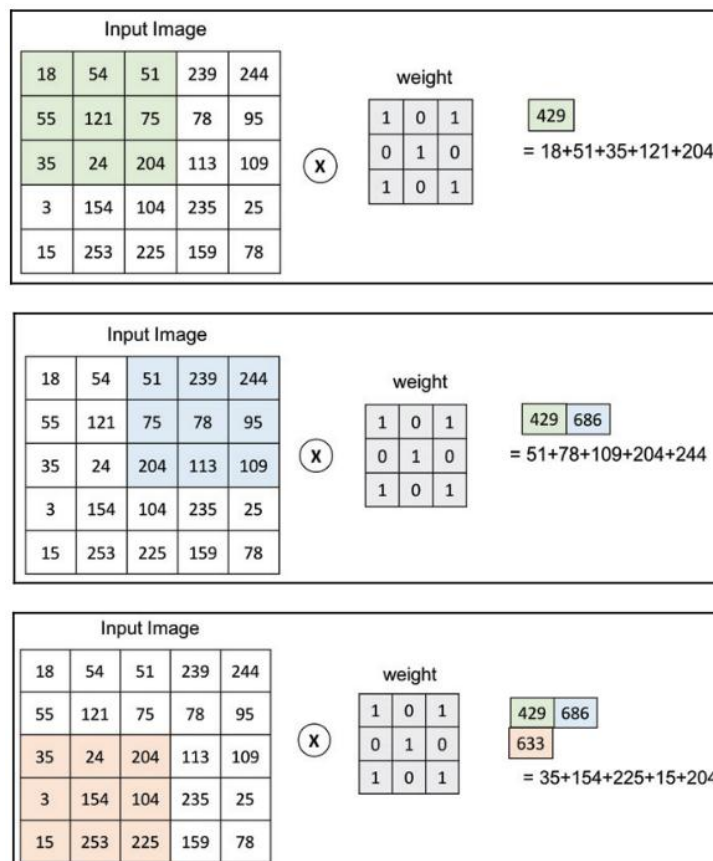 Input Image
18 54 51 239 244
55 121 75 78 95
35 24 204 113 109
3 154 104 235 25
15 253 225 159 78
X
weight
1 0 1
0 1 0
1 0 1
429
= 18+51+35+121+204
Input Image
18 54 51 239 244
55 121 75 78 95
35 24 204 113 109
3 154 104 235 25
15 253 225 159 78
X
weight
1 0 1
0 1 0
1 0 1
429 686
= 51+78+109+204+244
Input Image
18 54 51 239 244
55 121 75 78 95
35 24 204 113 109
3 154 104 235 25
15 253 225 159 78
X
weight
1 0 1
0 1 0
1 0 1
429 686
633
= 35+154+225+15+204